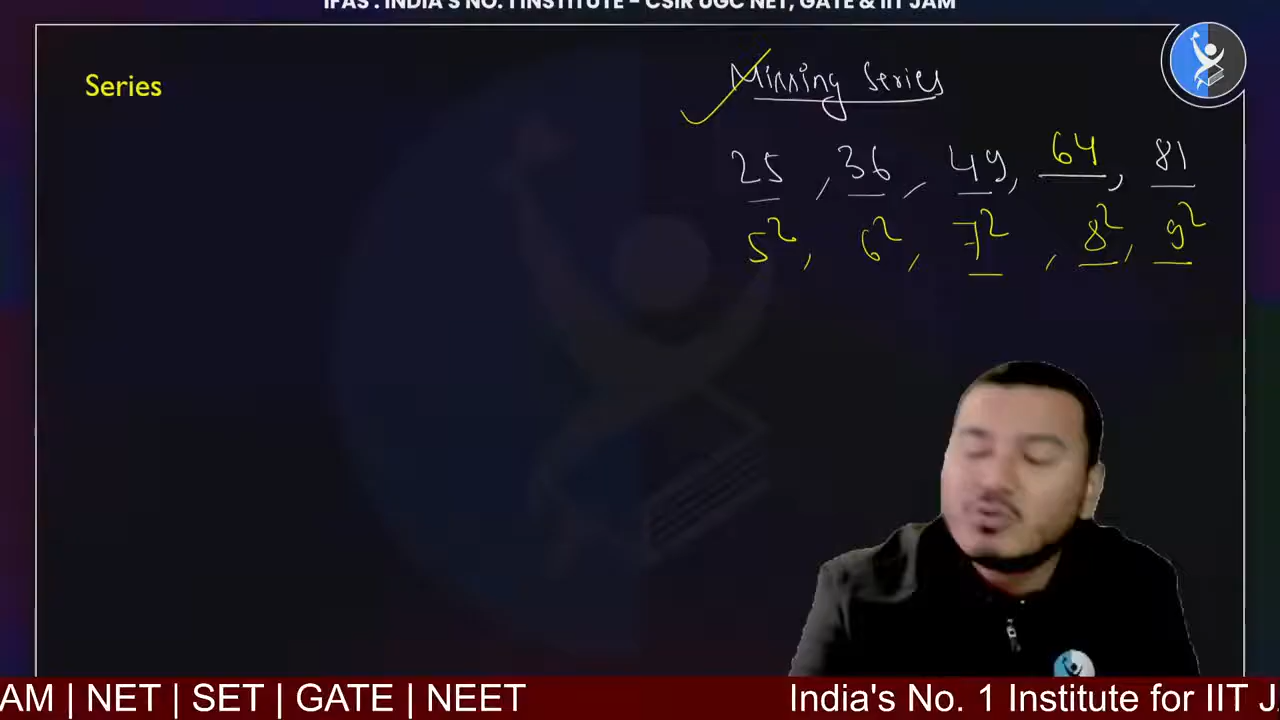 IFAS : INDIA'S NO. 1 INSTITUTE - CSIR UGC NET, GATE & IIT JAM
Series
Missing Series
25, 36, 49, 64, 81
5², 6², 7², 8², 9²
AM | NET | SET | GATE | NEET India's No. 1 Institute for IIT J